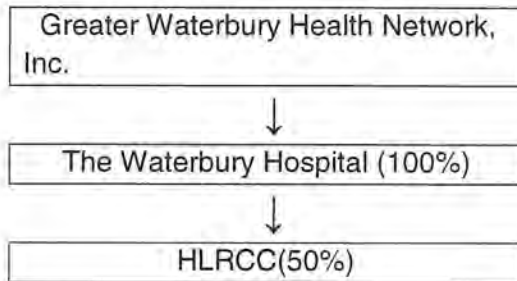 Greater Waterbury Health Network,
Inc.
The Waterbury Hospital (100%)
HLRCC(50%)